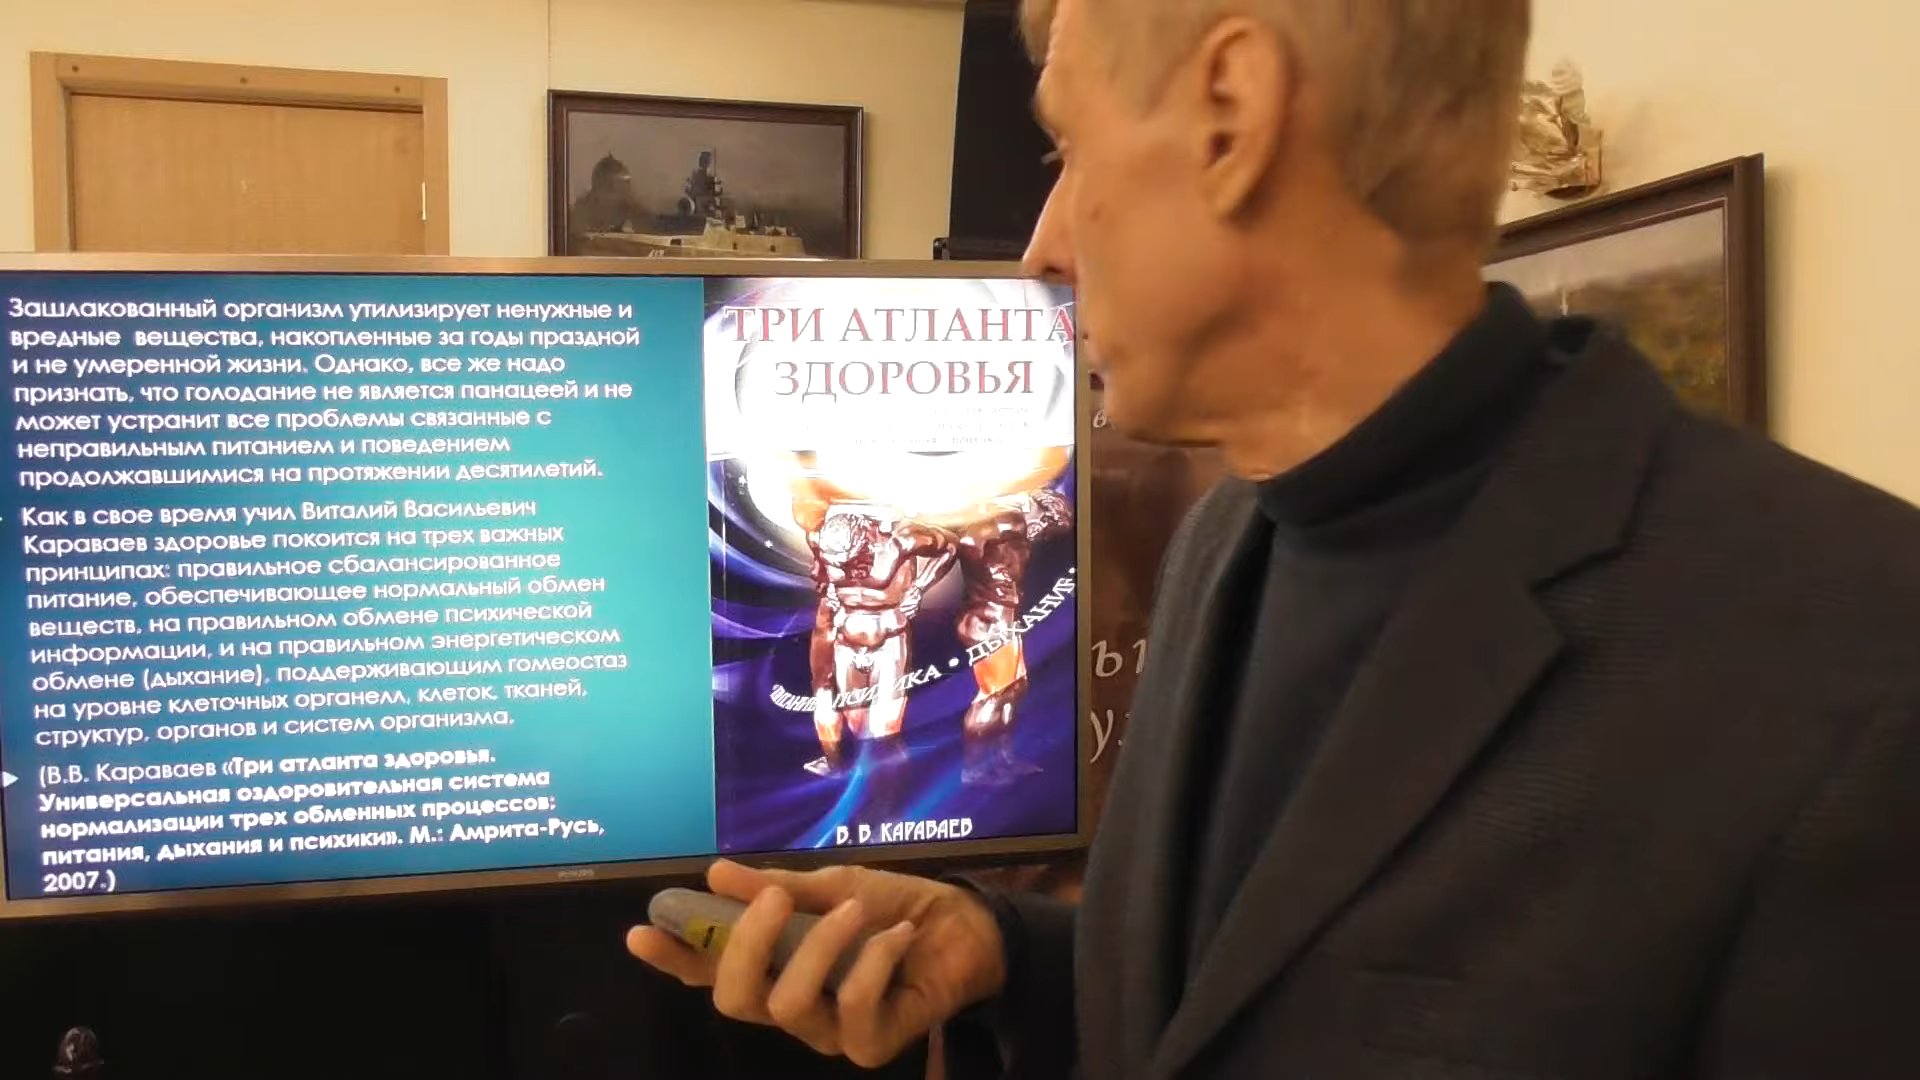 Зашлакованный организм утилизирует ненужные и
вредные вещества, накопленные за годы праздной
и не умеренной жизни. Однако, все же надо
признать, что голодание не является панацеей и не
может устранит все проблемы связанные с
неправильным питанием и поведением
продолжавшимися на протяжении десятилетий.
Как в свое время учил Виталий Васильевич
Караваев здоровье покоится на трех важных
принципах: правильное сбалансированное
питание, обеспечивающее нормальный обмен
веществ, на правильном обмене психической
информации, и на правильном энергетическом
обмене (дыхание), поддерживающим гомеостаз
на уровне клеточных органелл, клеток, тканей,
структур, органов и систем организма.
(В.В. Караваев «Три атланта здоровья.
Универсальная оздоровительная система
нормализации трех обменных процессов:
питания, дыхания и психики». М.: Амрита-Русь,
2007.)
ТРИ АТЛАНТА
ЗДОРОВЬЯ
ПИТАНИЕ • ПСИХИКА • ДЫХАНИЕ •
В. В. КАРАВАЕВ
PHILIPS